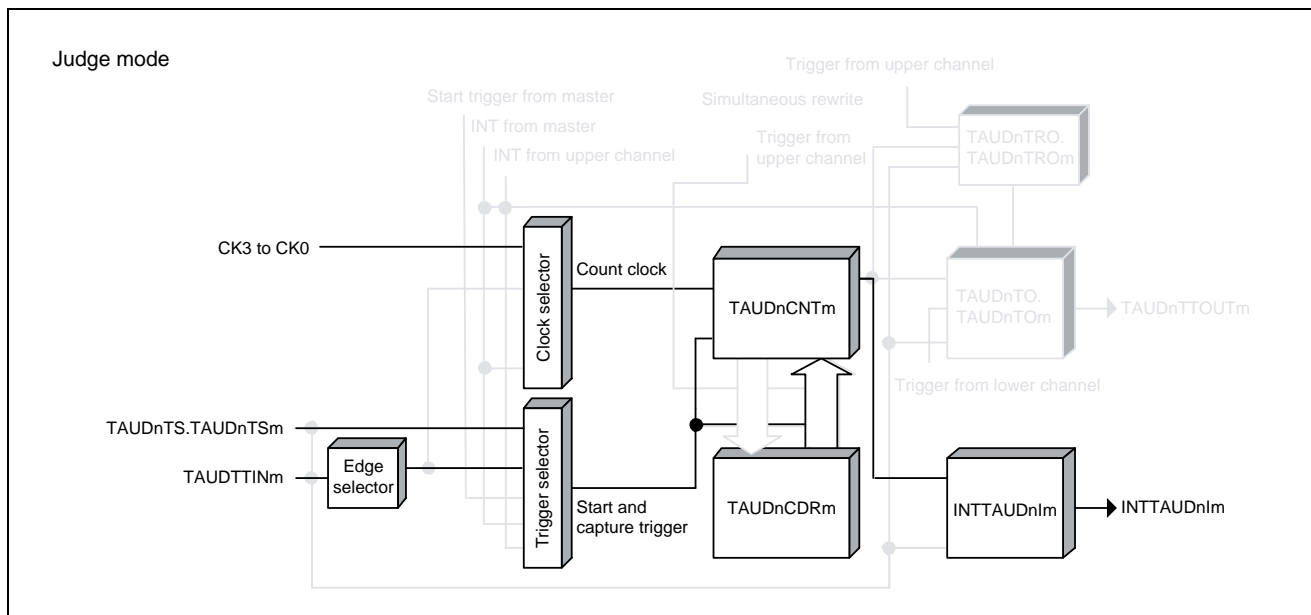 Judge mode
Trigger from upper channel
Start trigger from master
Simultaneous rewrite
INT from master
INT from upper channel
Trigger from
upper channel
TAUDnTRO.
TAUDnTROm
CK3 to CK0
Clock selector
Count clock
TAUDnCNTm
TAUDnTO.
TAUDnTOm
TAUDnTTOUTm
Trigger from lower channel
TAUDnTS.TAUDnTSm
TAUDTTINm
Edge
selector
Trigger selector
Start and
capture trigger
TAUDnCDRm
INTTAUDnIm
INTTAUDnIm